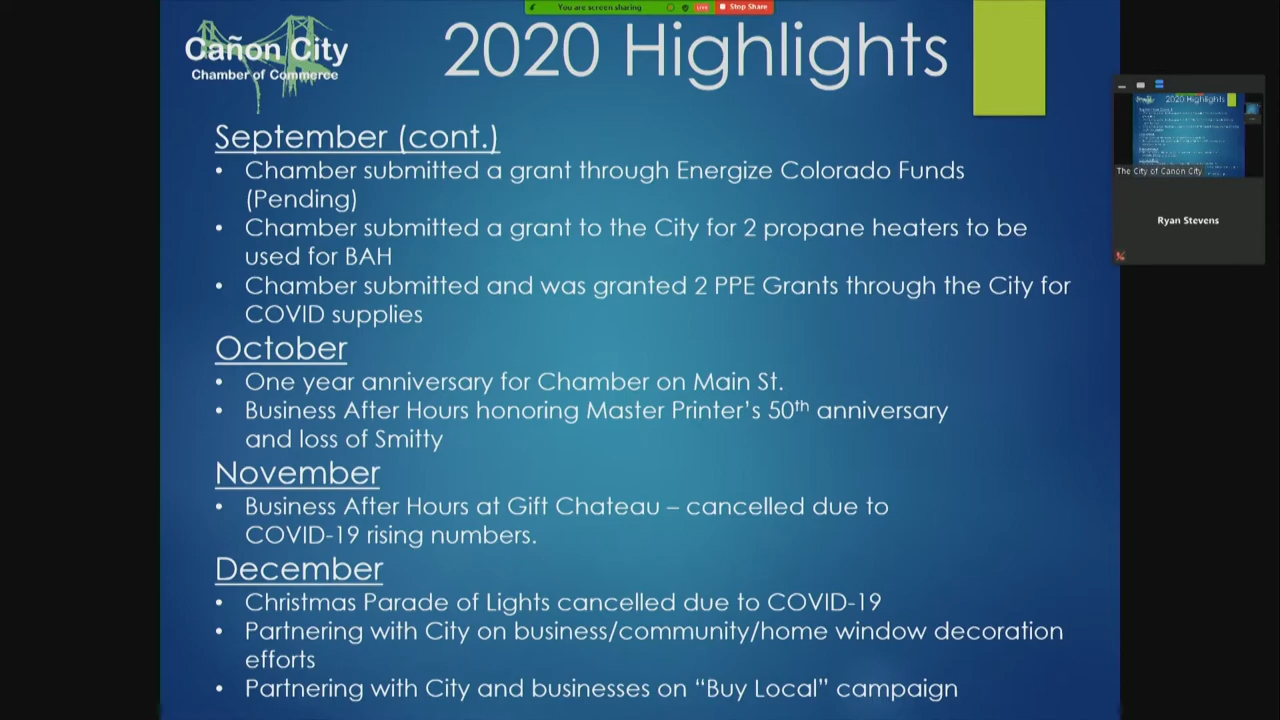 You are screen sharing
LIVE
Stop Share
Cañon City
Chamber of Commerce
2020 Highlights
September (cont.)
• Chamber submitted a grant through Energize Colorado Funds
(Pending)
• Chamber submitted a grant to the City for 2 propane heaters to be
used for BAH
• Chamber submitted and was granted 2 PPE Grants through the City for
COVID supplies
October
• One year anniversary for Chamber on Main St.
• Business After Hours honoring Master Printer's 50th anniversary
and loss of Smitty
November
• Business After Hours at Gift Chateau – cancelled due to
COVID-19 rising numbers.
December
• Christmas Parade of Lights cancelled due to COVID-19
• Partnering with City on business/community/home window decoration
efforts
• Partnering with City and businesses on “Buy Local” campaign
2020 Highlights
The City of Canon City
Ryan Stevens